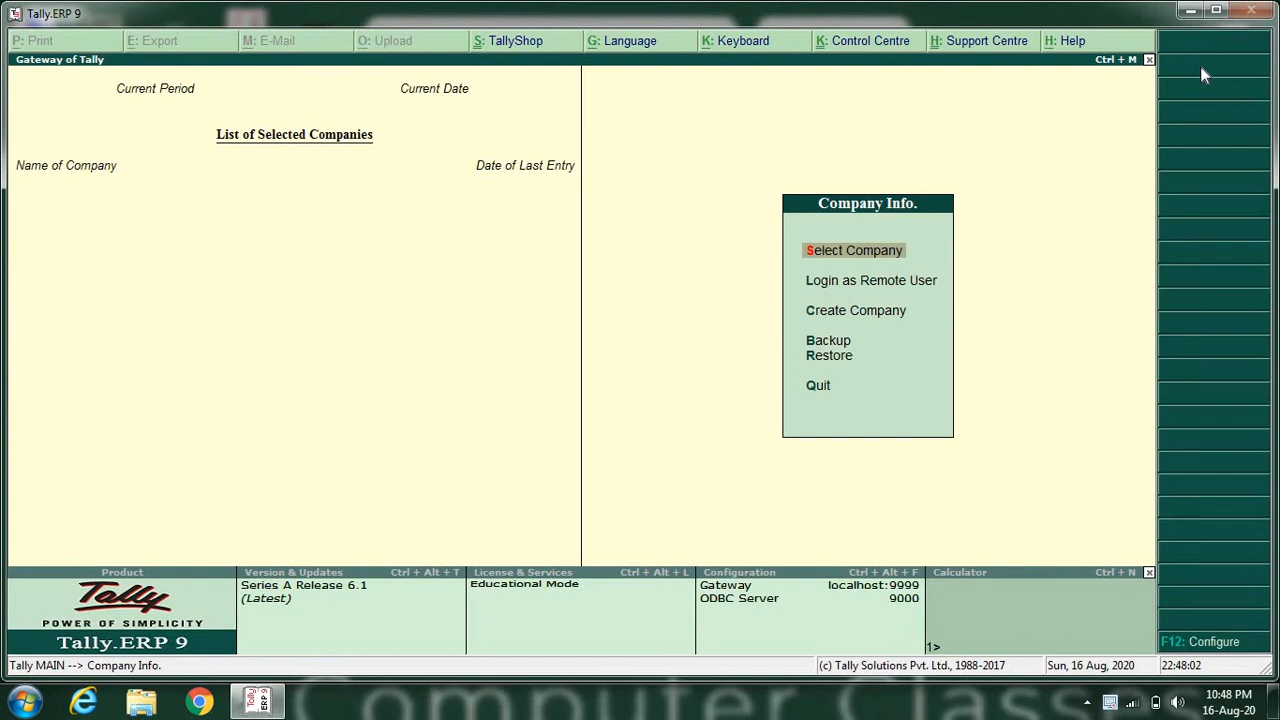 Tally.ERP 9
P: Print E: Export M: E-Mail O: Upload S: TallyShop G: Language K: Keyboard K: Control Centre H: Support Centre H: Help
Gateway of Tally Ctrl + M
Current Period Current Date
List of Selected Companies
Name of Company Date of Last Entry
Company Info.
Select Company
Login as Remote User
Create Company
Backup
Restore
Quit
Product
Tally
POWER OF SIMPLICITY
Tally.ERP 9
Version & Updates Ctrl + Alt + T
Series A Release 6.1
(Latest)
License & Services Ctrl + Alt + L
Educational Mode
Configuration Ctrl + Alt + F
Gateway localhost:9999
ODBC Server 9000
Calculator Ctrl + N
1>
F12: Configure
Tally MAIN --> Company Info. (c) Tally Solutions Pvt. Ltd., 1988-2017 Sun, 16 Aug, 2020 22:48:02
Tally
ERP 9
10:48 PM
16-Aug-20